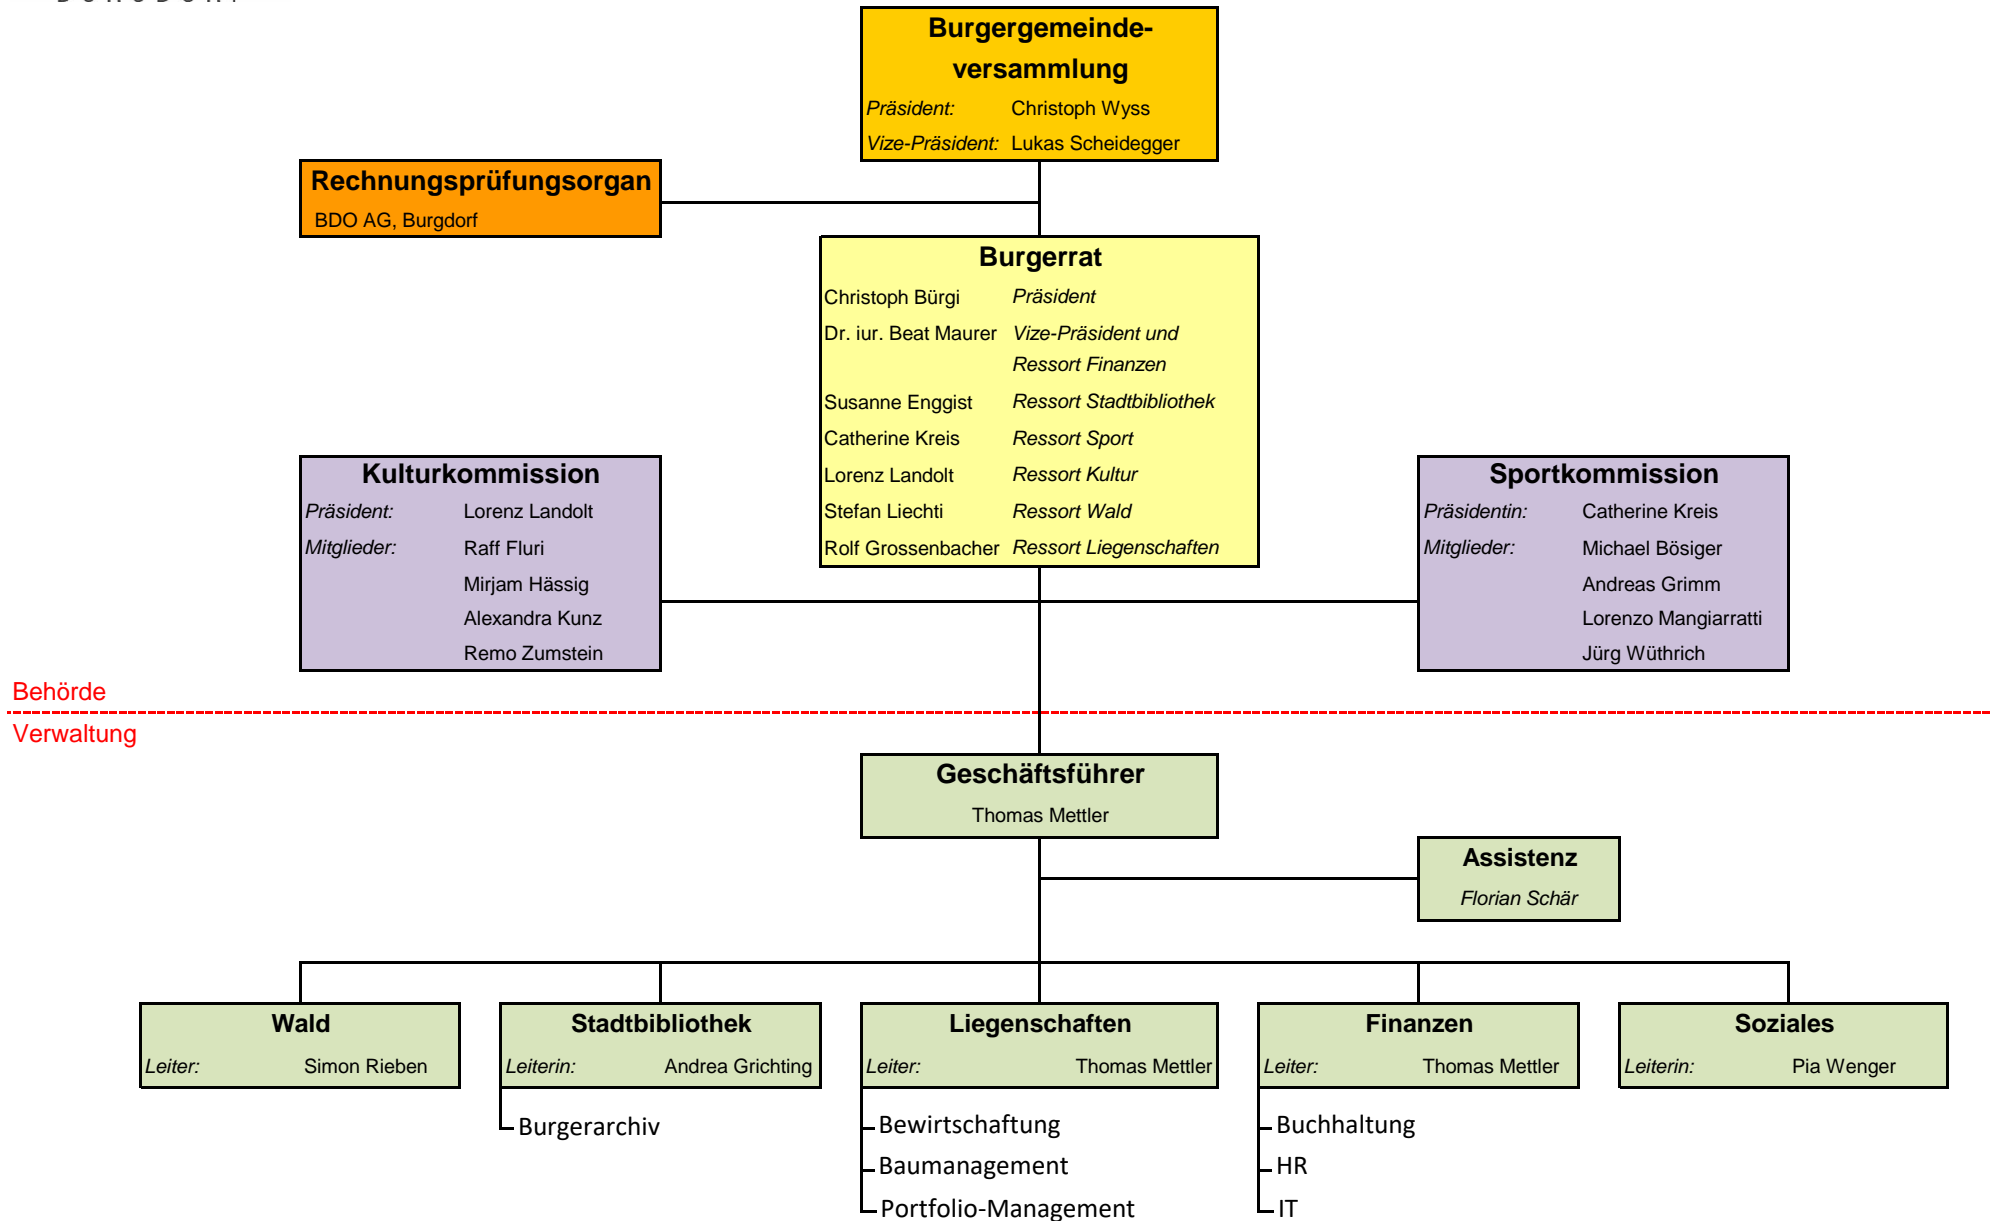 Burgergemeinde-
versammlung
Präsident: Christoph Wyss
Vize-Präsident: Lukas Scheidegger
Rechnungsprüfungsorgan
BDO AG, Burgdorf
Burgerrat
Christoph Bürgi Präsident
Dr. iur. Beat Maurer Vize-Präsident und
Ressort Finanzen
Susanne Enggist Ressort Stadtbibliothek
Catherine Kreis Ressort Sport
Lorenz Landolt Ressort Kultur
Stefan Liechti Ressort Wald
Rolf Grossenbacher Ressort Liegenschaften
Kulturkommission
Präsident: Lorenz Landolt
Mitglieder: Raff Fluri
Mirjam Hässig
Alexandra Kunz
Remo Zumstein
Sportkommission
Präsidentin: Catherine Kreis
Mitglieder: Michael Bösiger
Andreas Grimm
Lorenzo Mangiarratti
Jürg Wüthrich
Behörde
Verwaltung
Geschäftsführer
Thomas Mettler
Assistenz
Florian Schär
Wald
Leiter: Simon Rieben
Stadtbibliothek
Leiterin: Andrea Grichting
Burgerarchiv
Liegenschaften
Leiter: Thomas Mettler
Bewirtschaftung
Baumanagement
Portfolio-Management
Finanzen
Leiter: Thomas Mettler
Buchhaltung
HR
IT
Soziales
Leiterin: Pia Wenger